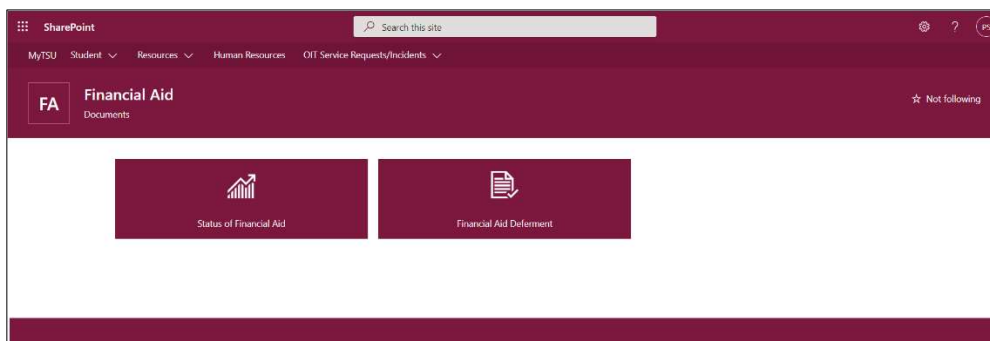 SharePoint
Search this site
?
PS
MyTSU Student Resources Human Resources OIT Service Requests/Incidents
FA
Financial Aid
Documents
Not following
Status of Financial Aid
Financial Aid Deferment